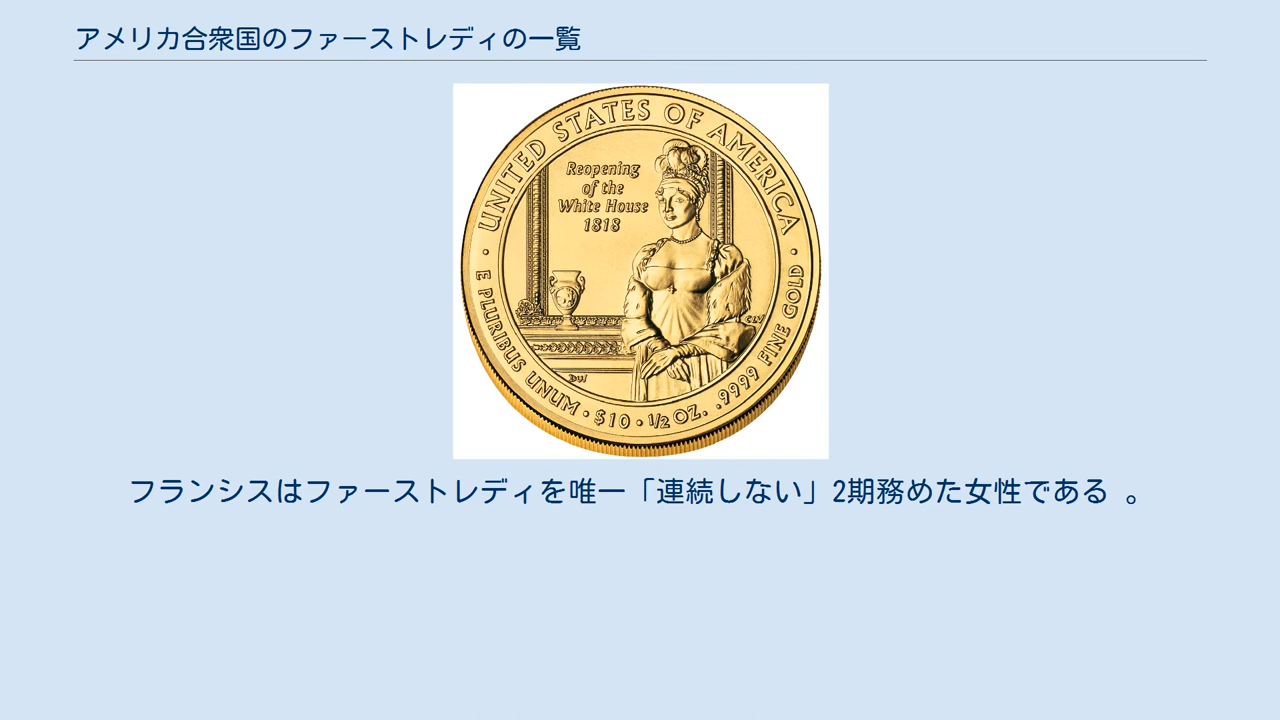 アメリカ合衆国のファーストレディの一覧
UNITED STATES OF AMERICA
Reopening
of the
White House
1818
CLV
DW
E PLURIBUS UNUM · $10 · 1/2 OZ. .9999 FINE GOLD
フランシスはファーストレディを唯一「連続しない」2期務めた女性である 。